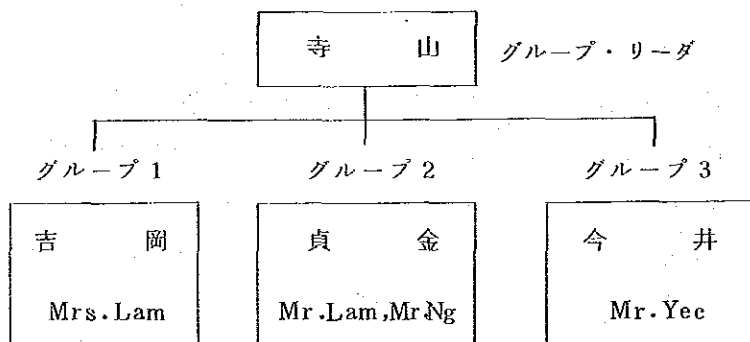 寺山 グループ・リーダ
グループ1 グループ2 グループ3
吉岡 貞金 今井
Mrs.Lam Mr.Lam,Mr.Ng Mr.Yec